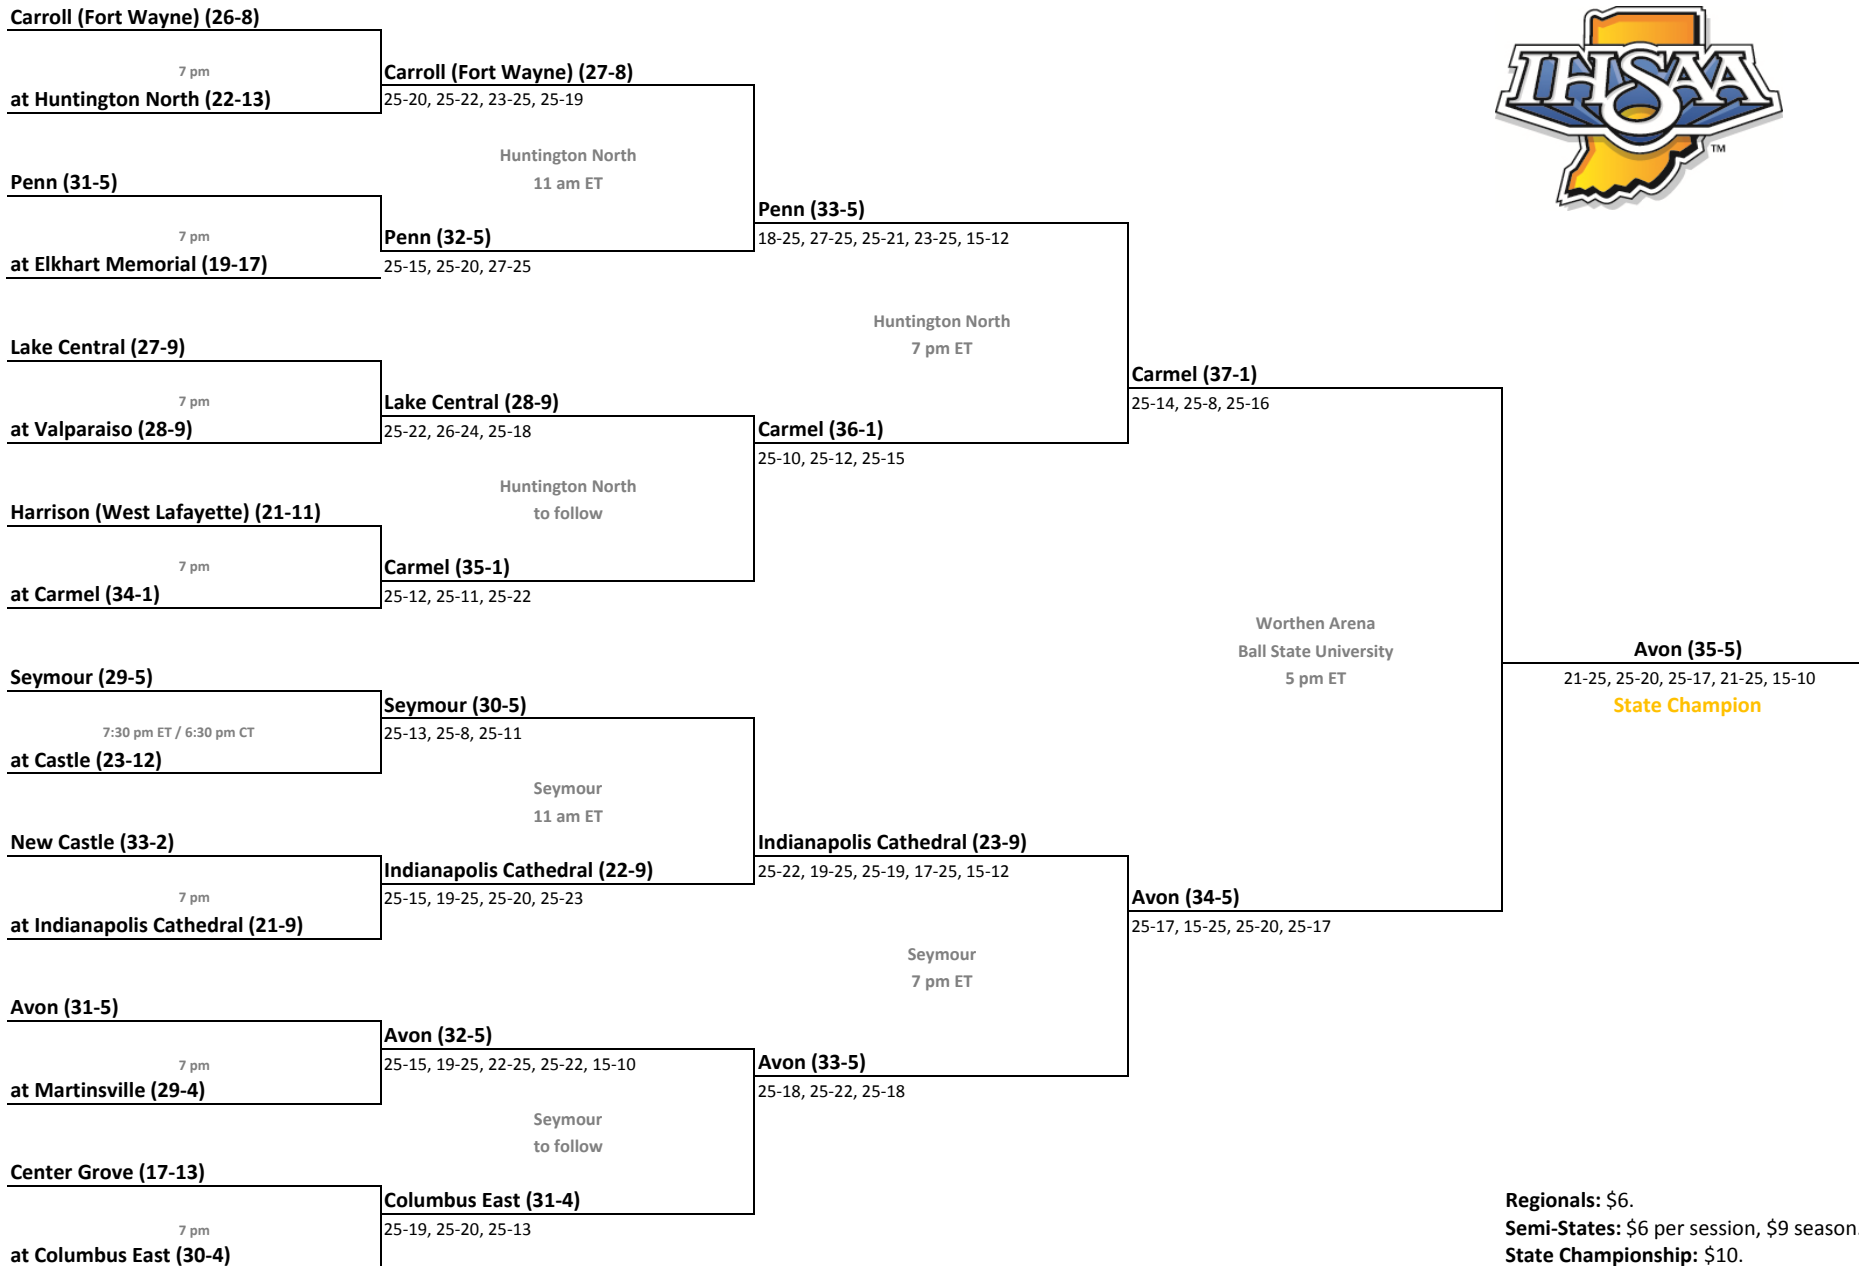 Carroll (Fort Wayne) (26-8)
7 pm
at Huntington North (22-13)
Penn (31-5)
7 pm
at Elkhart Memorial (19-17)
Lake Central (27-9)
7 pm
at Valparaiso (28-9)
Harrison (West Lafayette) (21-11)
7 pm
at Carmel (34-1)
Seymour (29-5)
7:30 pm ET / 6:30 pm CT
at Castle (23-12)
New Castle (33-2)
7 pm
at Indianapolis Cathedral (21-9)
Avon (31-5)
7 pm
at Martinsville (29-4)
Center Grove (17-13)
7 pm
at Columbus East (30-4)
Carroll (Fort Wayne) (27-8)
25-20, 25-22, 23-25, 25-19
Huntington North
11 am ET
Penn (32-5)
25-15, 25-20, 27-25
Lake Central (28-9)
25-22, 26-24, 25-18
Huntington North
to follow
Carmel (35-1)
25-12, 25-11, 25-22
Seymour (30-5)
25-13, 25-8, 25-11
Seymour
11 am ET
Indianapolis Cathedral (22-9)
25-15, 19-25, 25-20, 25-23
Avon (32-5)
25-15, 19-25, 22-25, 25-22, 15-10
Seymour
to follow
Columbus East (31-4)
25-19, 25-20, 25-13
Penn (33-5)
18-25, 27-25, 25-21, 23-25, 15-12
Huntington North
7 pm ET
Carmel (36-1)
25-10, 25-12, 25-15
Indianapolis Cathedral (23-9)
25-22, 19-25, 25-19, 17-25, 15-12
Seymour
7 pm ET
Avon (33-5)
25-18, 25-22, 25-18
Carmel (37-1)
25-14, 25-8, 25-16
Worthen Arena
Ball State University
5 pm ET
Avon (34-5)
25-17, 15-25, 25-20, 25-17
IHSAA
TM
Avon (35-5)
21-25, 25-20, 25-17, 21-25, 15-10
State Champion
Regionals: $6.
Semi-States: $6 per session, $9 season.
State Championship: $10.